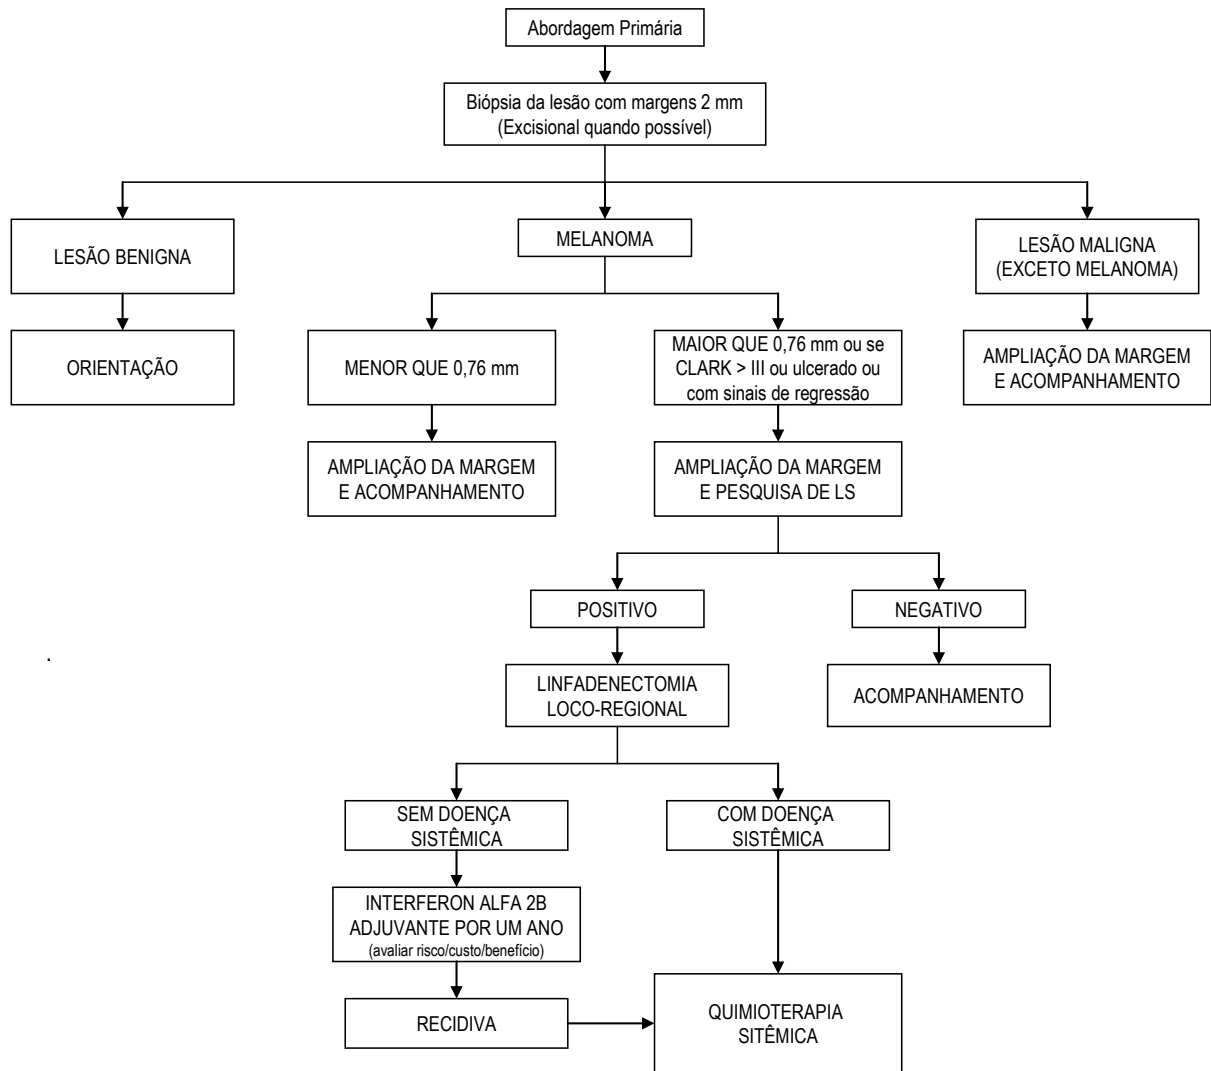 Abordagem Primária
Biópsia da lesão com margens 2 mm
(Excisional quando possível)
LESÃO BENIGNA
MELANOMA
LESÃO MALIGNA
(EXCETO MELANOMA)
ORIENTAÇÃO
MENOR QUE 0,76 mm
MAIOR QUE 0,76 mm ou se
CLARK > III ou ulcerado ou
com sinais de regressão
AMPLIAÇÃO DA MARGEM
E ACOMPANHAMENTO
AMPLIAÇÃO DA MARGEM
E ACOMPANHAMENTO
AMPLIAÇÃO DA MARGEM
E PESQUISA DE LS
POSITIVO
NEGATIVO
.
LINFADENECTOMIA
LOCO-REGIONAL
ACOMPANHAMENTO
SEM DOENÇA
SISTÊMICA
COM DOENÇA
SISTÊMICA
INTERFERON ALFA 2B
ADJUVANTE POR UM ANO
(avaliar risco/custo/benefício)
RECIDIVA
QUIMIOTERAPIA
SITÊMICA